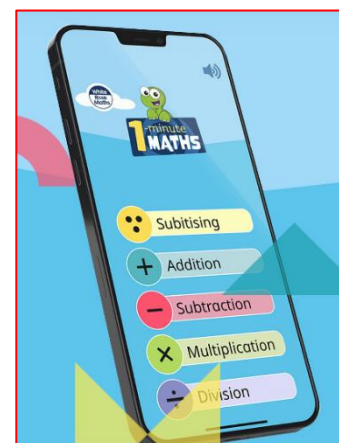 White
Rose
Maths
1-minute
MATHS
Subitising
+ Addition
− Subtraction
× Multiplication
÷ Division